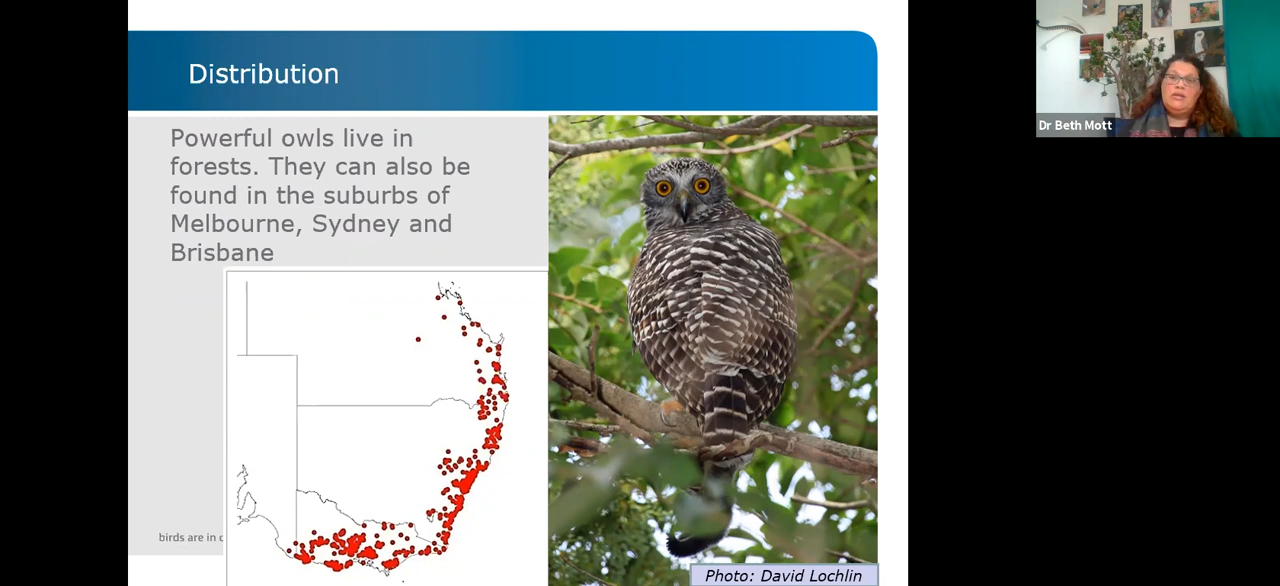 Distribution
Powerful owls live in
forests. They can also be
found in the suburbs of
Melbourne, Sydney and
Brisbane
birds are in
Photo: David Lochlin
Dr Beth Mott